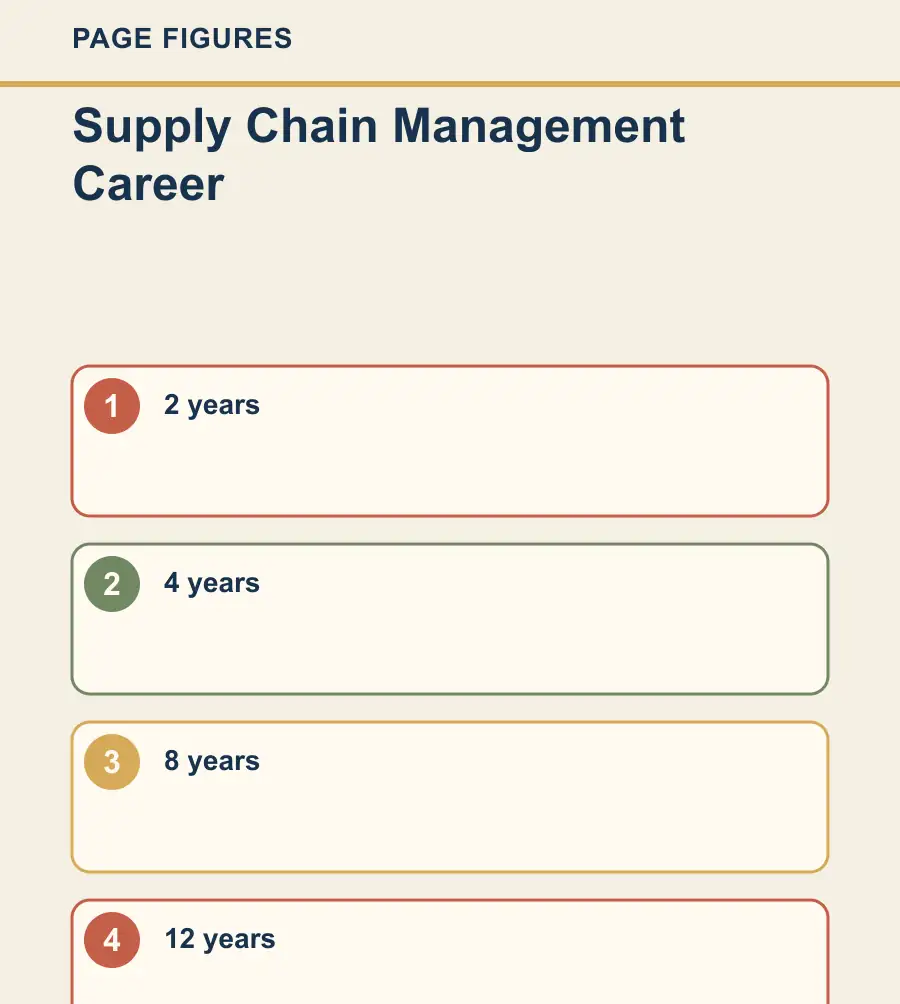 PAGE FIGURES
Supply Chain Management
Career
1 2 years
2 4 years
3 8 years
4 12 years